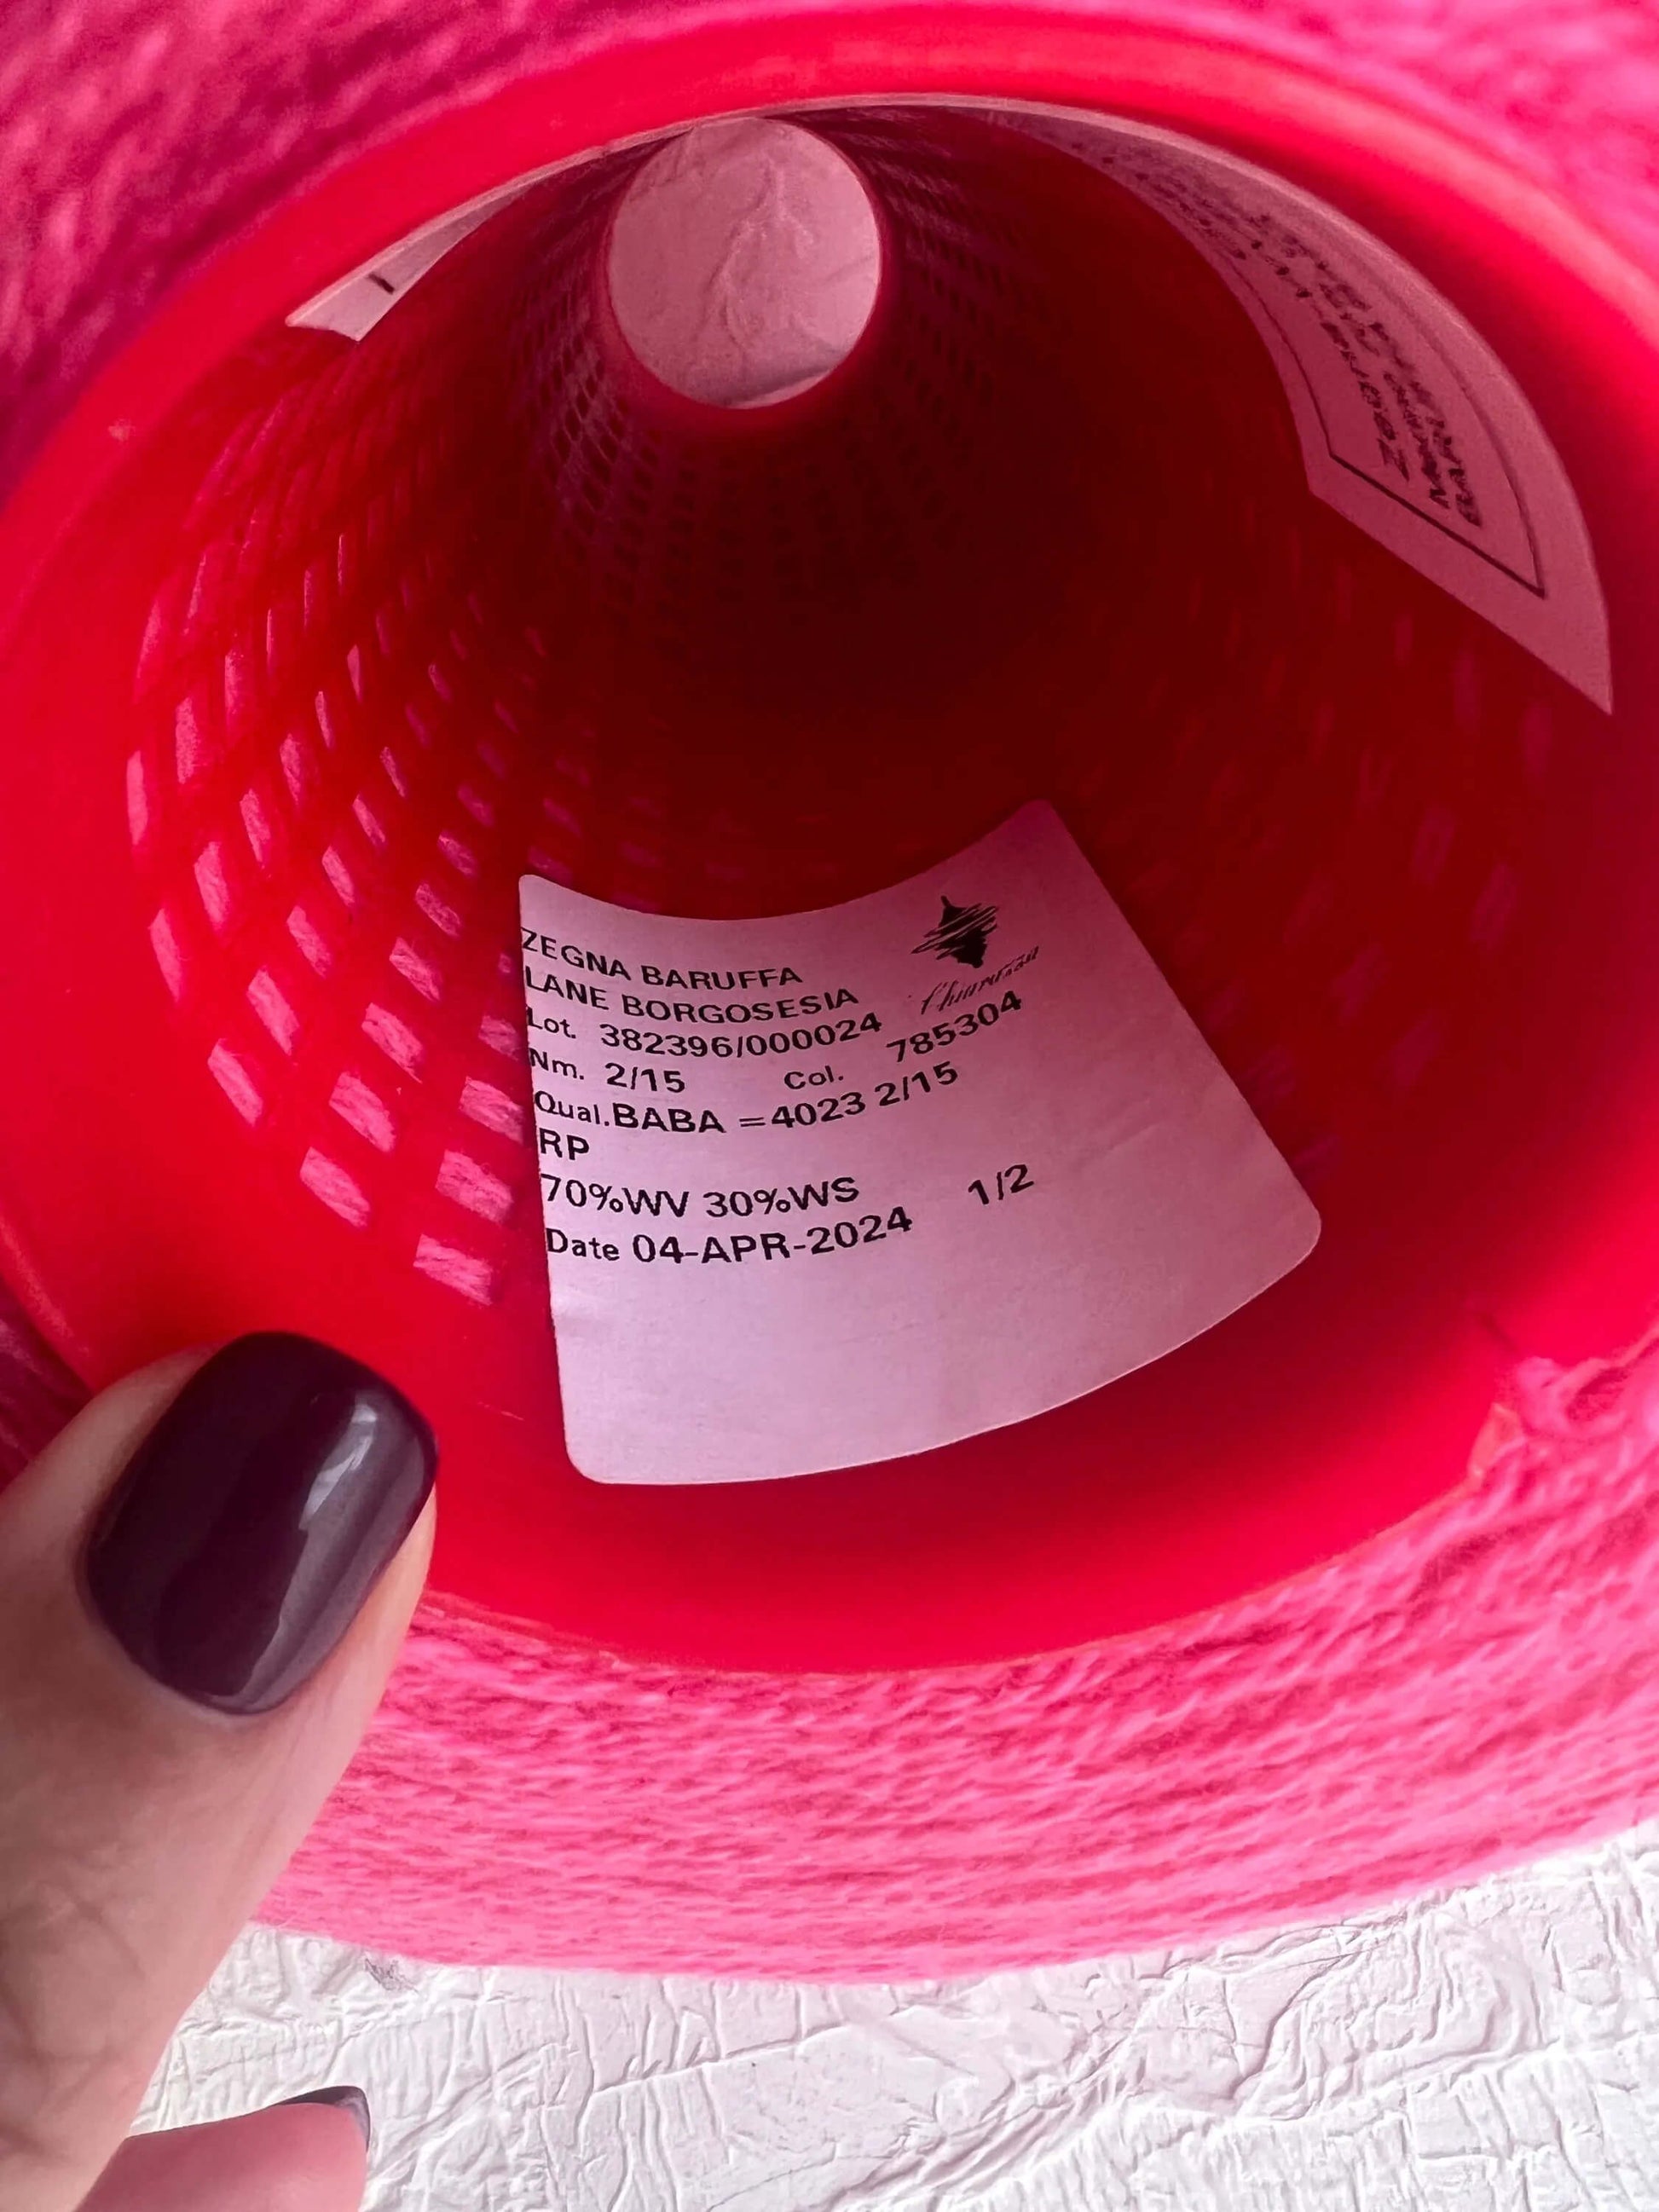 ZEGNA BARUFFA
LANE BORGOSESIA
Chiavazza
Lot. 382396/000024
Nm. 2/15 Col. 785304
Qual.BABA =4023 2/15
RP
70%WV 30%WS 1/2
Date 04-APR-2024